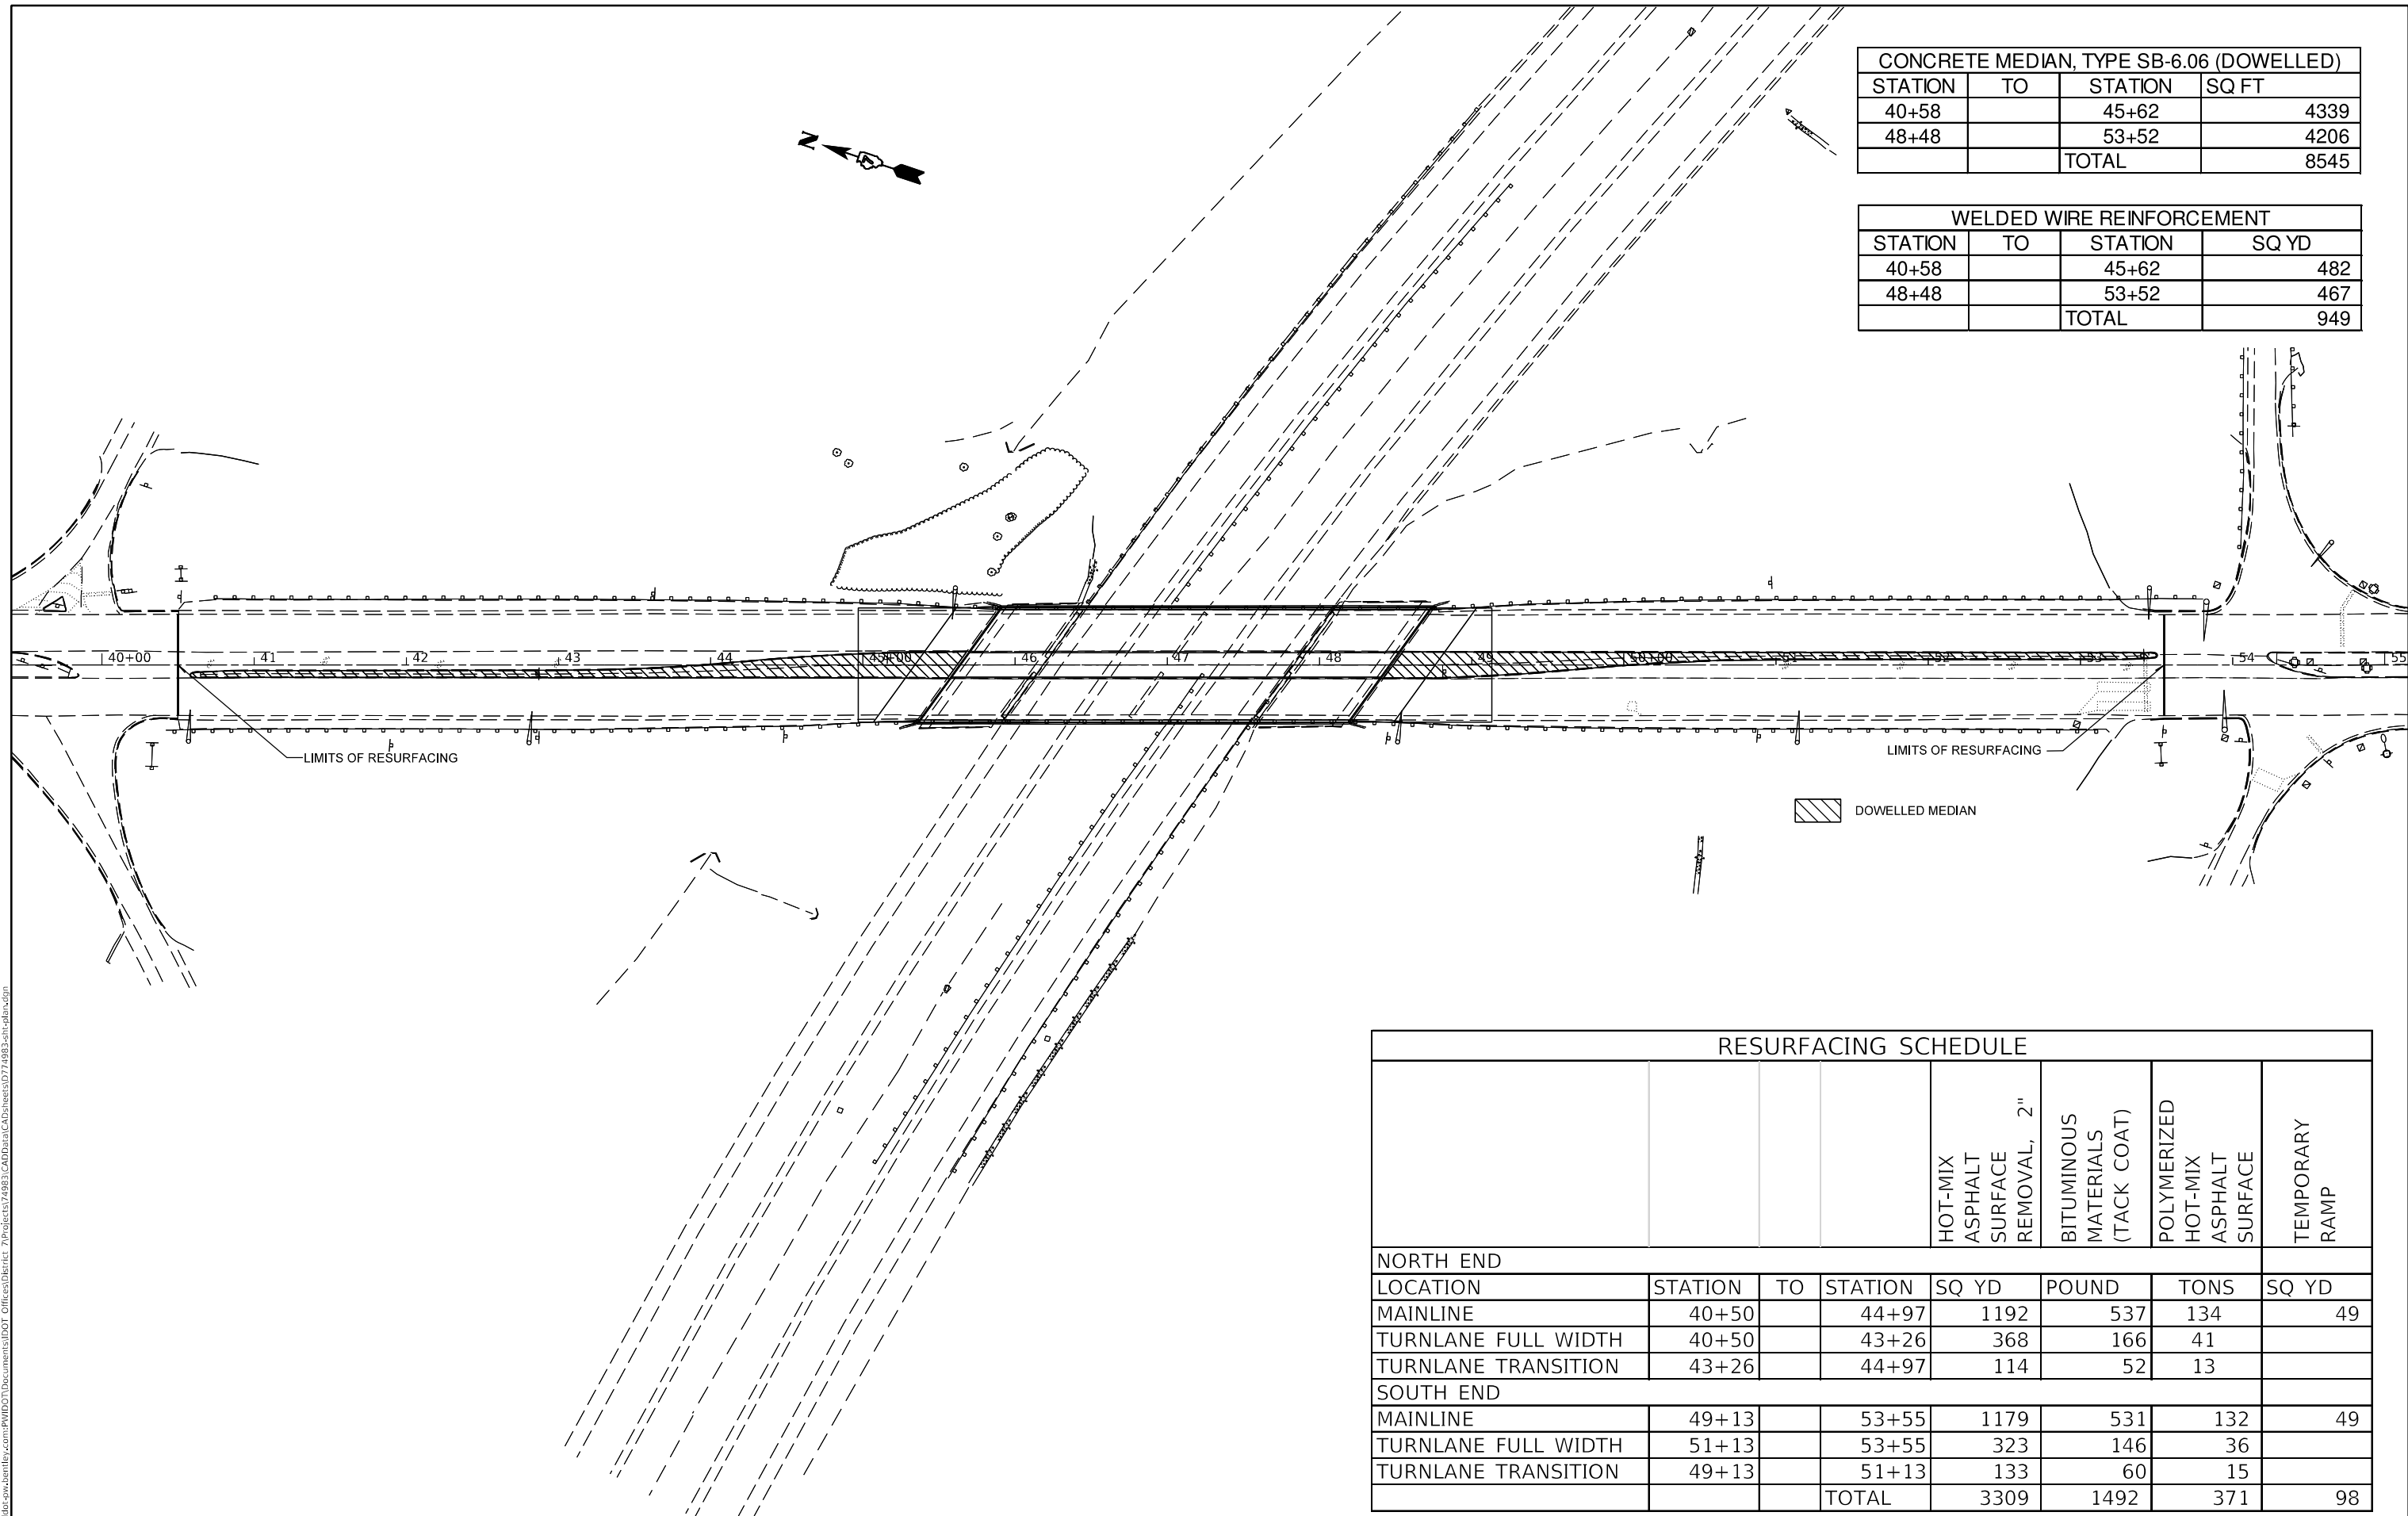 CONCRETE MEDIAN, TYPE SB-6.06 (DOWELLED)
STATION TO STATION SQ FT
40+58 45+62 4339
48+48 53+52 4206
TOTAL 8545
WELDED WIRE REINFORCEMENT
STATION TO STATION SQ YD
40+58 45+62 482
48+48 53+52 467
TOTAL 949
N
40+00 41 42 43 44 45+00 46 47 48 49 50+00 51 52 53 54 55
LIMITS OF RESURFACING
LIMITS OF RESURFACING
DOWELLED MEDIAN
RESURFACING SCHEDULE
HOT-MIX ASPHALT SURFACE REMOVAL, 2"
BITUMINOUS MATERIALS (TACK COAT)
POLYMERIZED HOT-MIX ASPHALT SURFACE
TEMPORARY RAMP
NORTH END
LOCATION STATION TO STATION SQ YD POUND TONS SQ YD
MAINLINE 40+50 44+97 1192 537 134 49
TURNLANE FULL WIDTH 40+50 43+26 368 166 41
TURNLANE TRANSITION 43+26 44+97 114 52 13
SOUTH END
MAINLINE 49+13 53+55 1179 531 132 49
TURNLANE FULL WIDTH 51+13 53+55 323 146 36
TURNLANE TRANSITION 49+13 51+13 133 60 15
TOTAL 3309 1492 371 98